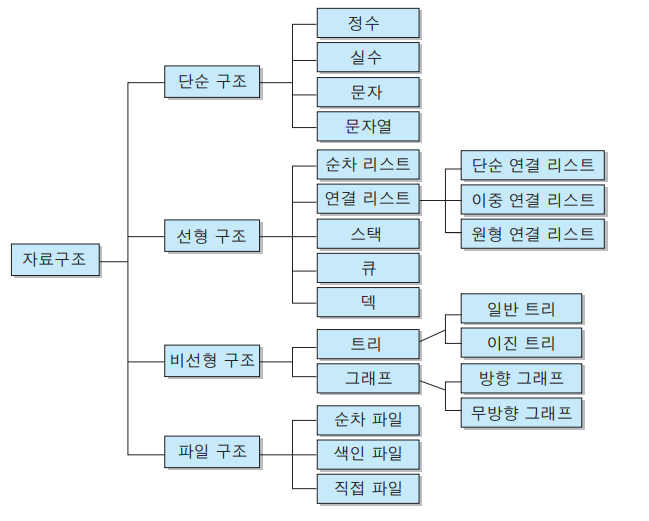 자료구조
단순 구조
정수
실수
문자
문자열
선형 구조
순차 리스트
연결 리스트
단순 연결 리스트
이중 연결 리스트
원형 연결 리스트
스택
큐
덱
비선형 구조
트리
일반 트리
이진 트리
그래프
방향 그래프
무방향 그래프
파일 구조
순차 파일
색인 파일
직접 파일